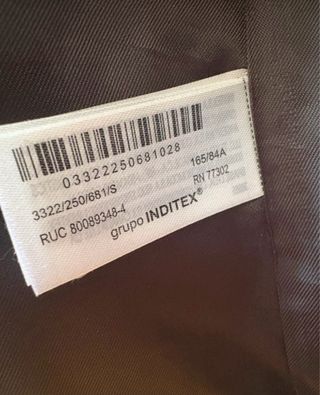 03322250681028
3322/250/681/S 165/84A
RUC 80089348-4 RN 77302
grupo INDITEX®